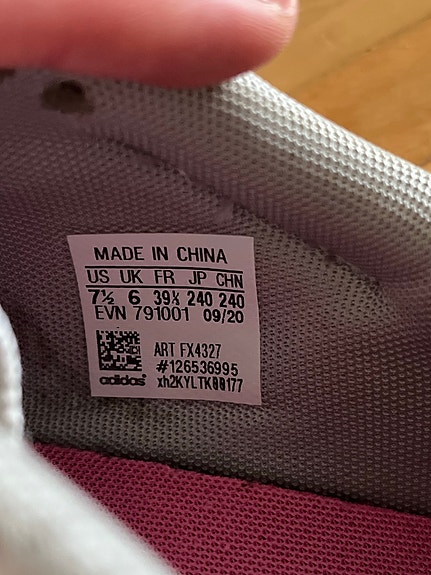 MADE IN CHINA
US UK FR JP CHN
7½ 6 39⅓ 240 240
EVN 791001 09/20
ART FX4327
#126536995
adidas® xh2KYLTK00177